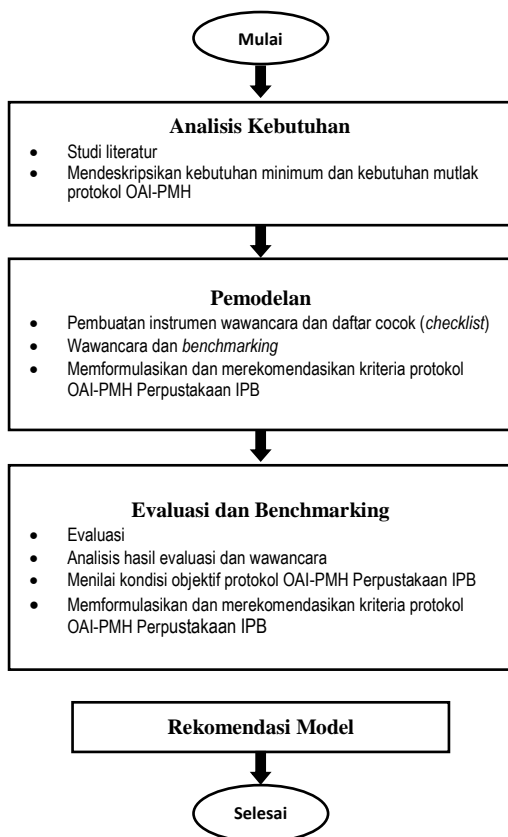 Mulai
Analisis Kebutuhan
• Studi literatur
• Mendeskripsikan kebutuhan minimum dan kebutuhan mutlak
protokol OAI-PMH
Pemodelan
• Pembuatan instrumen wawancara dan daftar cocok (checklist)
• Wawancara dan benchmarking
• Memformulasikan dan merekomendasikan kriteria protokol
OAI-PMH Perpustakaan IPB
Evaluasi dan Benchmarking
• Evaluasi
• Analisis hasil evaluasi dan wawancara
• Menilai kondisi objektif protokol OAI-PMH Perpustakaan IPB
• Memformulasikan dan merekomendasikan kriteria protokol
OAI-PMH Perpustakaan IPB
Rekomendasi Model
Selesai